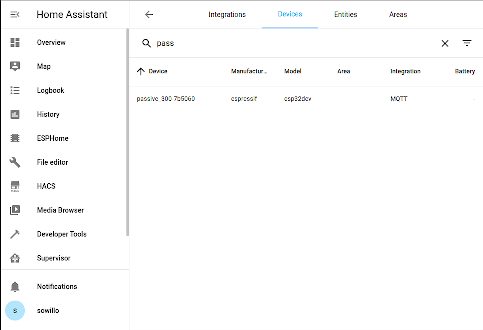 Home Assistant
Integrations
Devices
Entities
Areas
Overview
Map
Logbook
History
ESPHome
File editor
HACS
Media Browser
Developer Tools
Supervisor
Notifications
S
sowillo
pass
Device
Manufactur...
Model
Area
Integration
Battery
passive-300-7b5060
espressif
esp32dev
MQTT
-